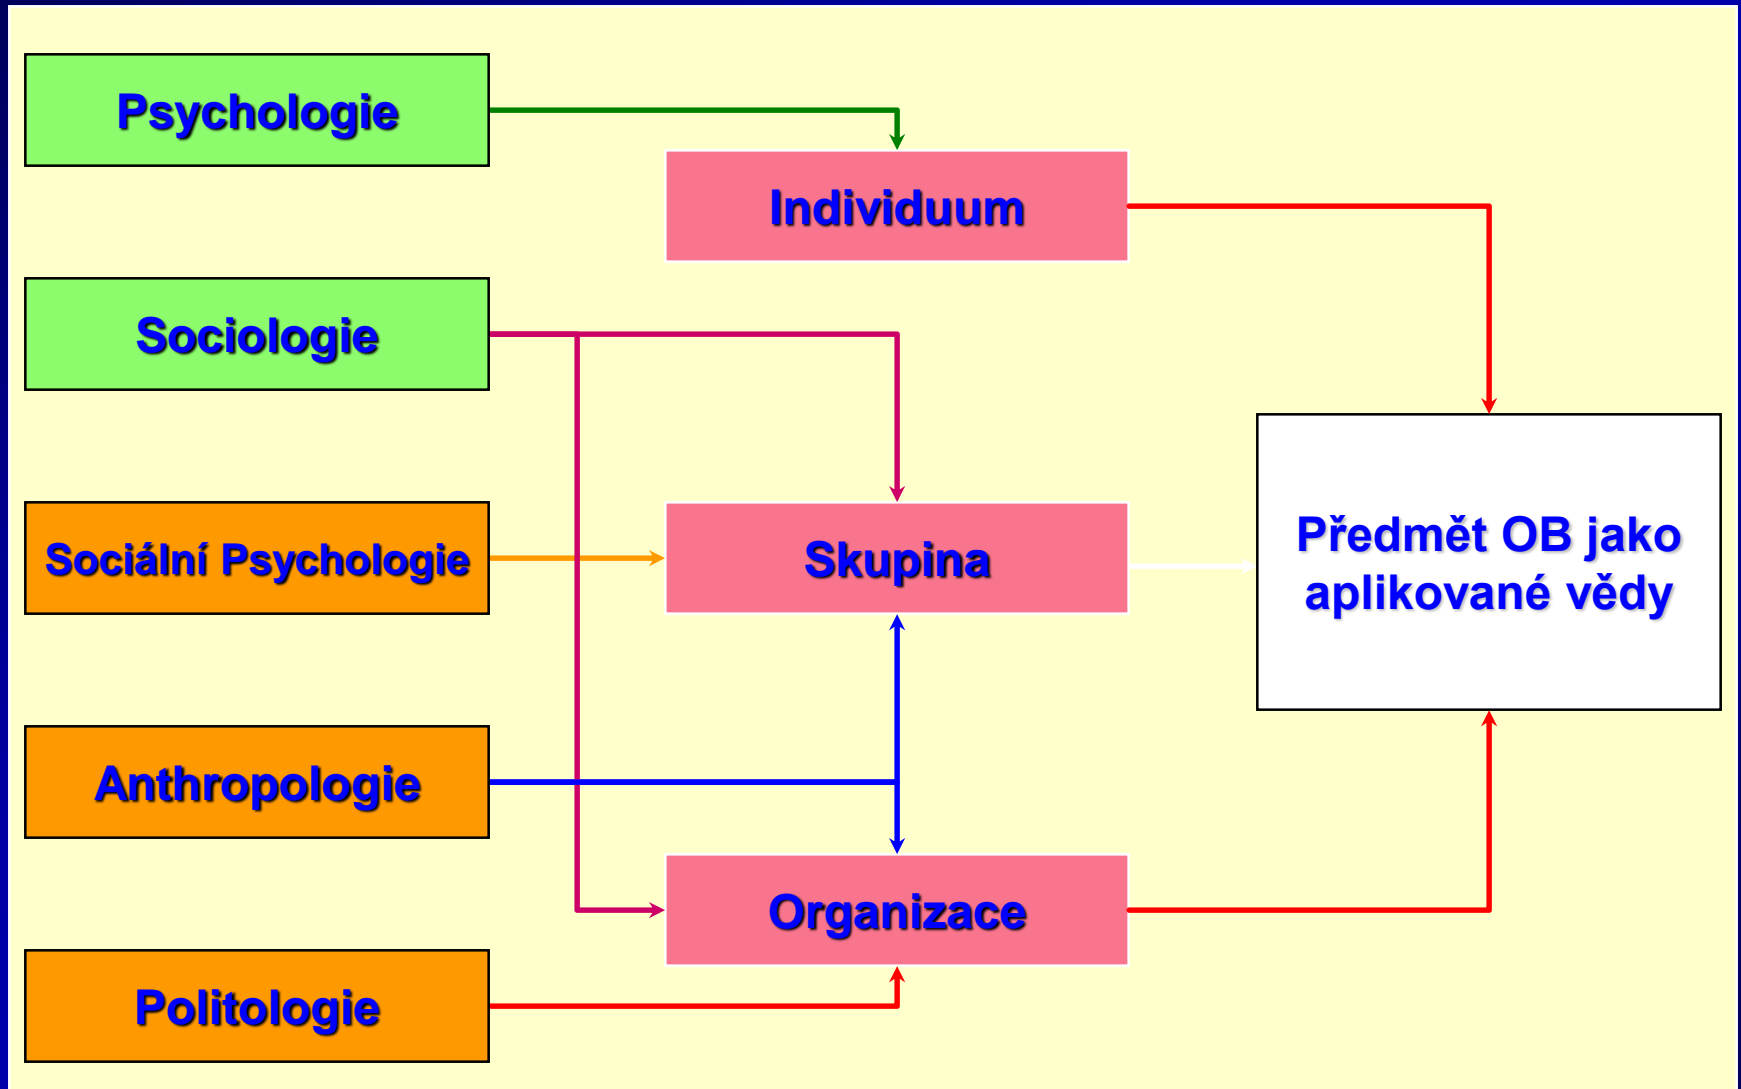 Psychologie
Individuum
Sociologie
Sociální Psychologie
Skupina
Předmět OB jako
aplikované vědy
Anthropologie
Organizace
Politologie